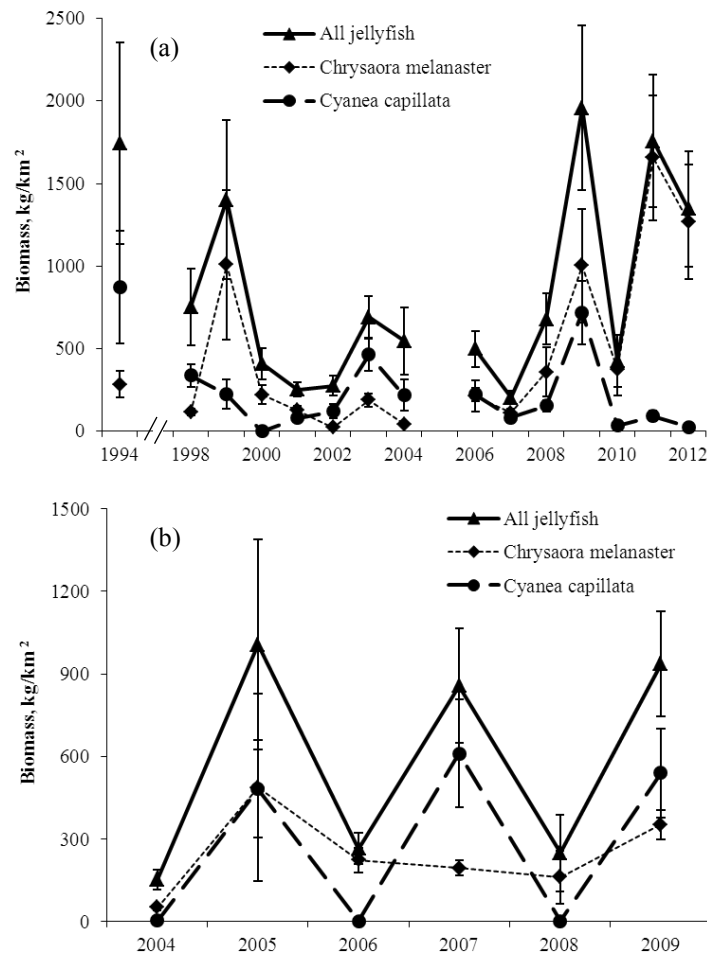 (a)
All jellyfish
Chrysaora melanaster
Cyanea capillata
Biomass, kg/km²
2500
2000
1500
1000
500
0
1994 1998 2000 2002 2004 2006 2008 2010 2012
(b)
All jellyfish
Chrysaora melanaster
Cyanea capillata
Biomass, kg/km²
1500
1200
900
600
300
0
2004 2005 2006 2007 2008 2009